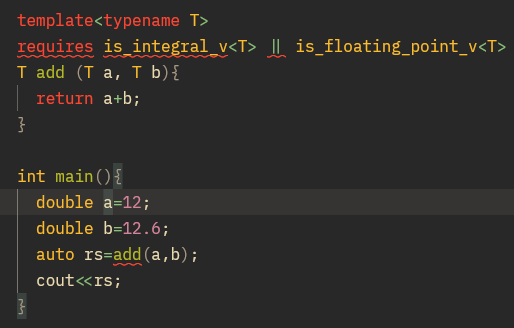 template<typename T>
requires is_integral_v<T> || is_floating_point_v<T>
T add (T a, T b){
  return a+b;
}

int main(){
  double a=12;
  double b=12.6;
  auto rs=add(a,b);
  cout<<rs;
}